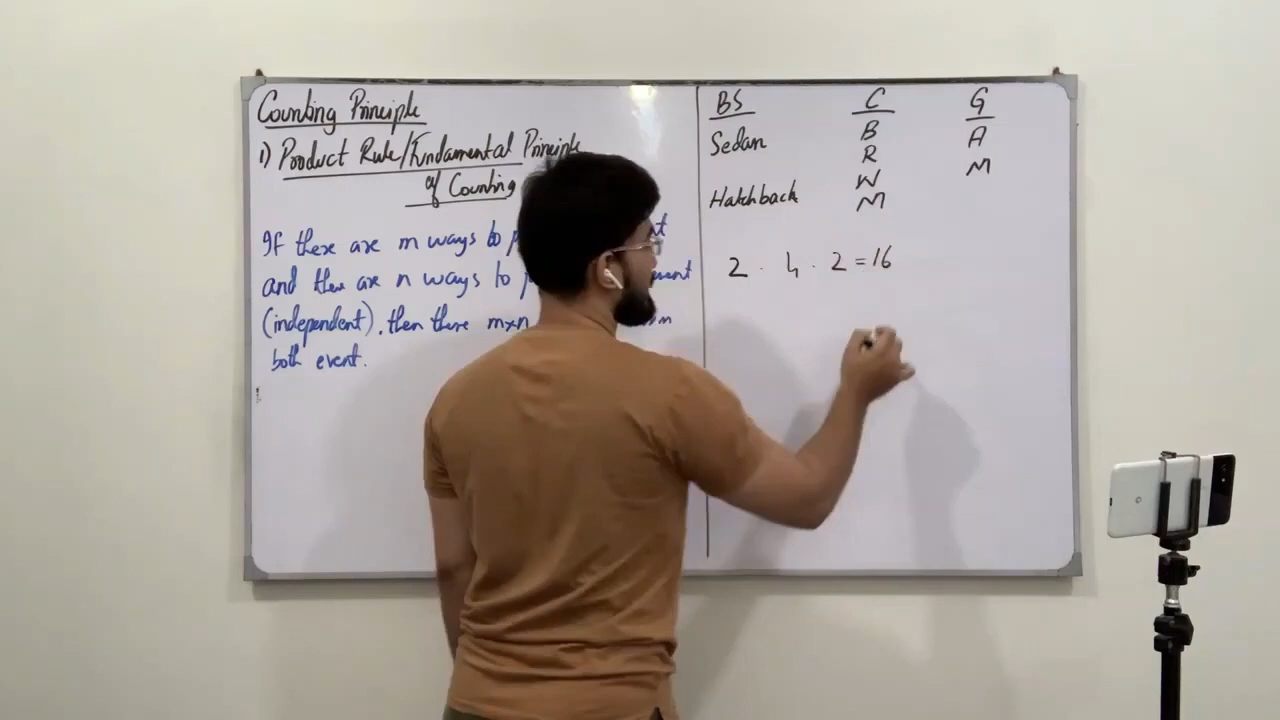 Counting Principle
1) Product Rule/Fundamental Principle
of Counting
If there are m ways to
and there are n ways to event
(independent), then there m×n
both event.
BS C G
Sedan B A
R M
Hatchback W
M
2 . 4 . 2 = 16